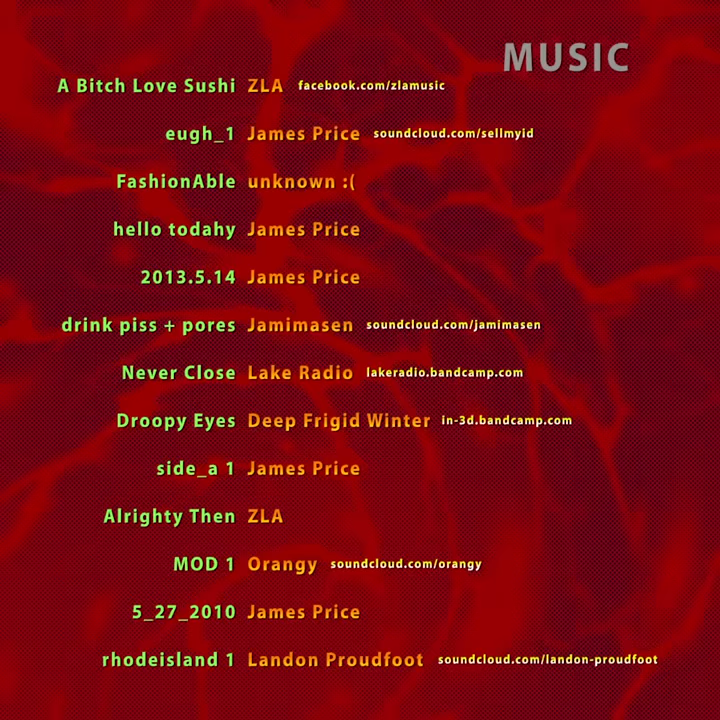 MUSIC
A Bitch Love Sushi ZLA facebook.com/zlamusic
eugh_1 James Price soundcloud.com/sellmyid
FashionAble unknown :(
hello todahy James Price
2013.5.14 James Price
drink piss + pores Jamimasen soundcloud.com/jamimasen
Never Close Lake Radio lakeradio.bandcamp.com
Droopy Eyes Deep Frigid Winter in-3d.bandcamp.com
side_a 1 James Price
Alrighty Then ZLA
MOD 1 Orangy soundcloud.com/orangy
5_27_2010 James Price
rhodeisland 1 Landon Proudfoot soundcloud.com/landon-proudfoot